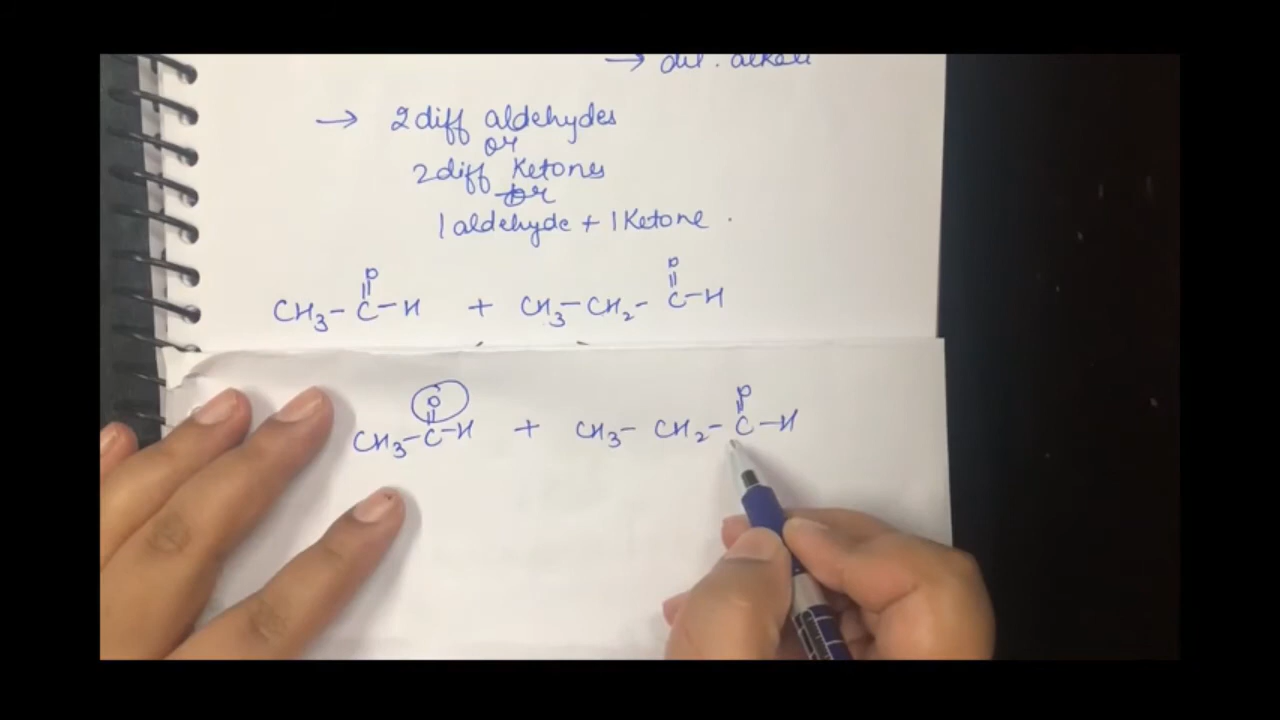 → dil. alkali
→ 2 diff aldehydes
or
2 diff Ketones
or
1 aldehyde + 1 Ketone.
O O
CH3-C-H + CH3-CH2-C-H
O O
CH3-C-H + CH3-CH2-C-H